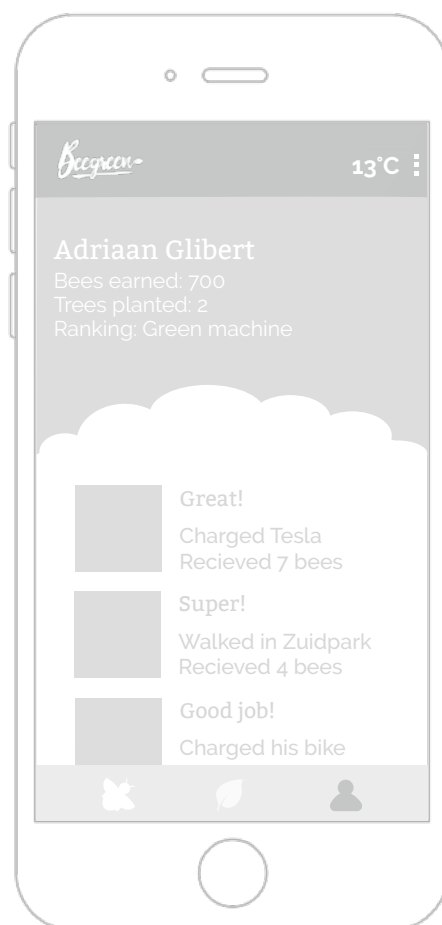 Beegreen
13°C
Adriaan Glibert
Bees earned: 700
Trees planted: 2
Ranking: Green machine
Great!
Charged Tesla
Recieved 7 bees
Super!
Walked in Zuidpark
Recieved 4 bees
Good job!
Charged his bike